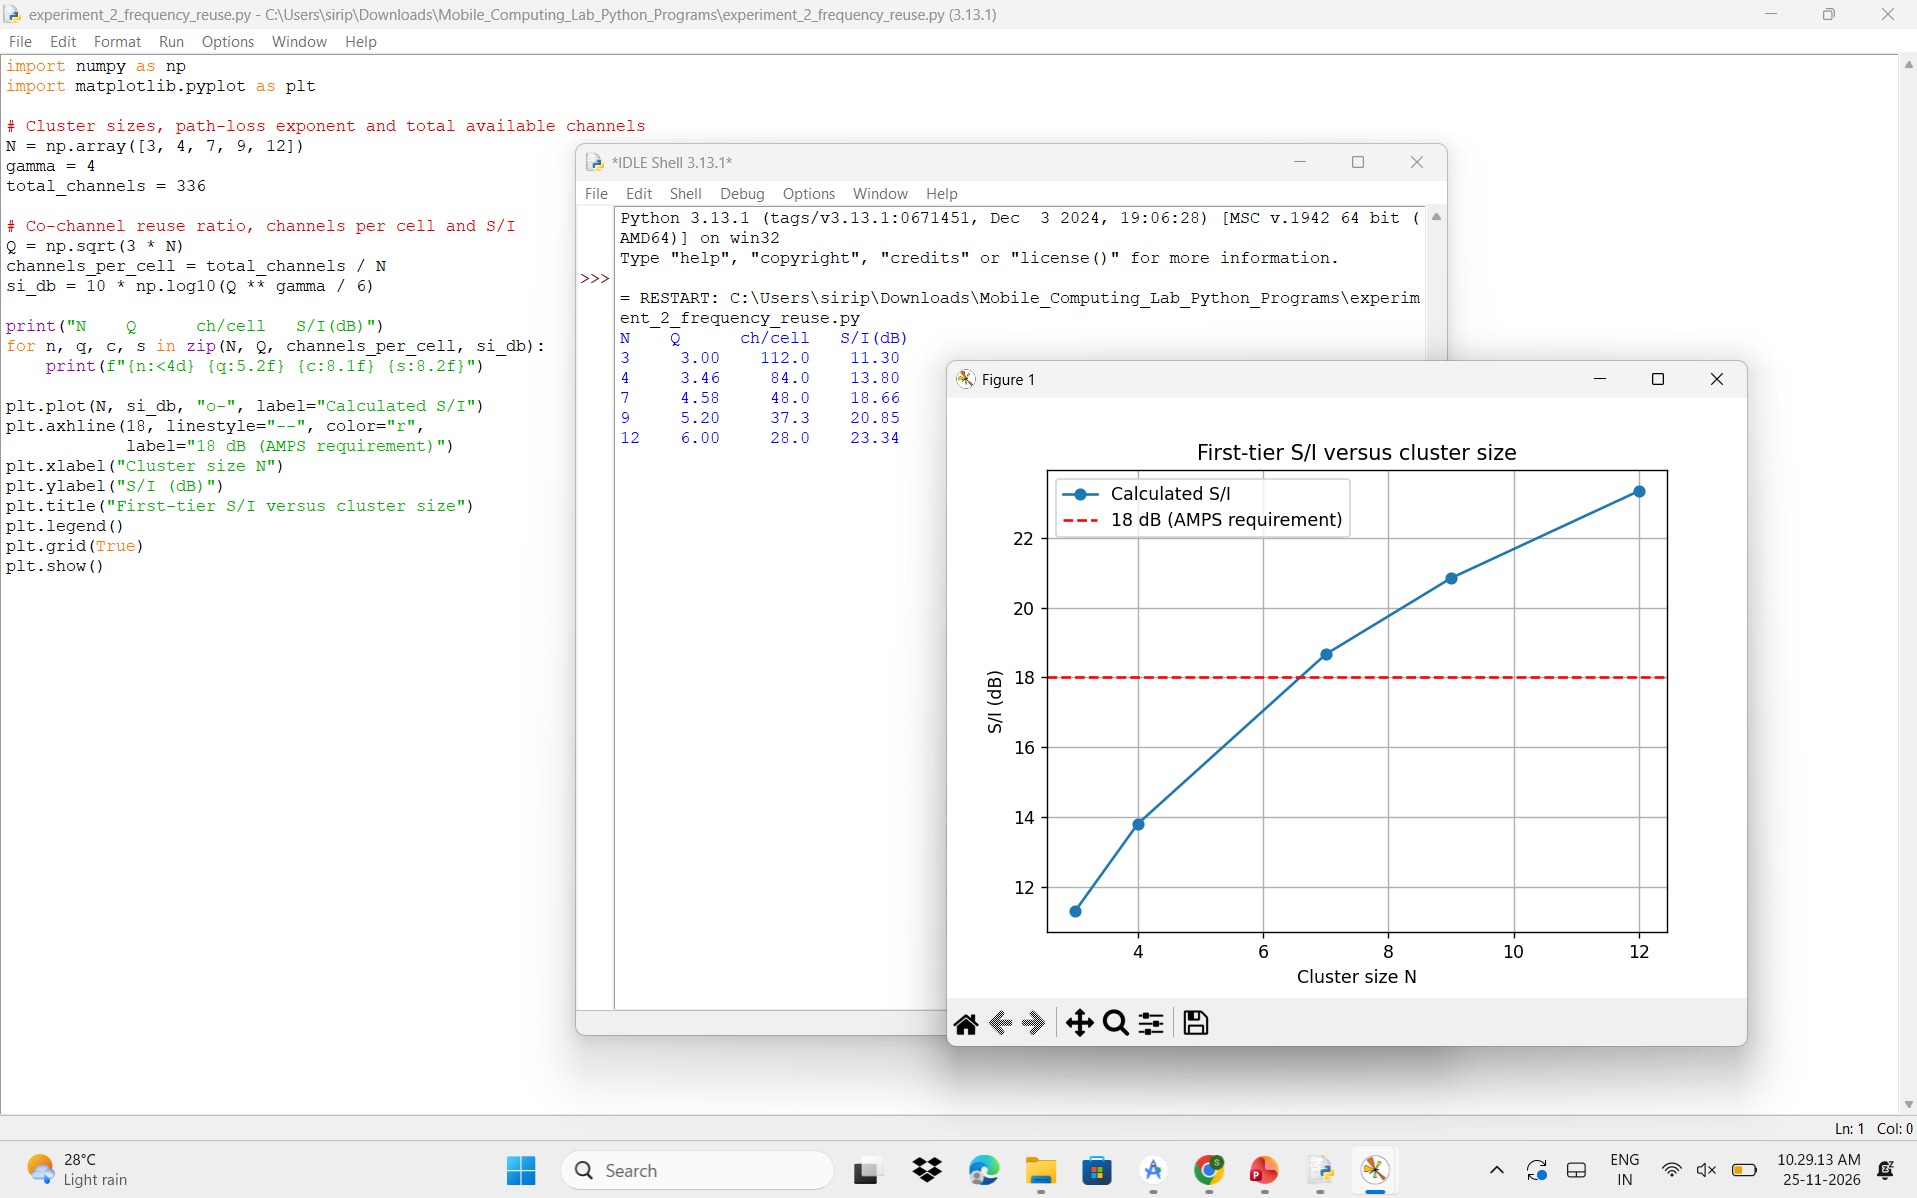 experiment_2_frequency_reuse.py - C:\Users\sirip\Downloads\Mobile_Computing_Lab_Python_Programs\experiment_2_frequency_reuse.py (3.13.1)
File Edit Format Run Options Window Help
import numpy as np
import matplotlib.pyplot as plt
# Cluster sizes, path-loss exponent and total available channels
N = np.array([3, 4, 7, 9, 12])
gamma = 4
total_channels = 336
# Co-channel reuse ratio, channels per cell and S/I
Q = np.sqrt(3 * N)
channels_per_cell = total_channels / N
si_db = 10 * np.log10(Q ** gamma / 6)
print("N    Q      ch/cell   S/I(dB)")
for n, q, c, s in zip(N, Q, channels_per_cell, si_db):
    print(f"{n:<4d} {q:5.2f} {c:8.1f} {s:8.2f}")
plt.plot(N, si_db, "o-", label="Calculated S/I")
plt.axhline(18, linestyle="--", color="r",
            label="18 dB (AMPS requirement)")
plt.xlabel("Cluster size N")
plt.ylabel("S/I (dB)")
plt.title("First-tier S/I versus cluster size")
plt.legend()
plt.grid(True)
plt.show()
*IDLE Shell 3.13.1*
File Edit Shell Debug Options Window Help
Python 3.13.1 (tags/v3.13.1:0671451, Dec  3 2024, 19:06:28) [MSC v.1942 64 bit (
AMD64)] on win32
Type "help", "copyright", "credits" or "license()" for more information.
>>>
= RESTART: C:\Users\sirip\Downloads\Mobile_Computing_Lab_Python_Programs\experim
ent_2_frequency_reuse.py
N    Q      ch/cell   S/I(dB)
3     3.00    112.0    11.30
4     3.46     84.0    13.80
7     4.58     48.0    18.66
9     5.20     37.3    20.85
12    6.00     28.0    23.34
Figure 1
First-tier S/I versus cluster size
Calculated S/I
18 dB (AMPS requirement)
22
20
18
16
14
12
S/I (dB)
4 6 8 10 12
Cluster size N
Ln: 1 Col: 0
28°C
Light rain
Search
ENG
IN
10.29.13 AM
25-11-2026